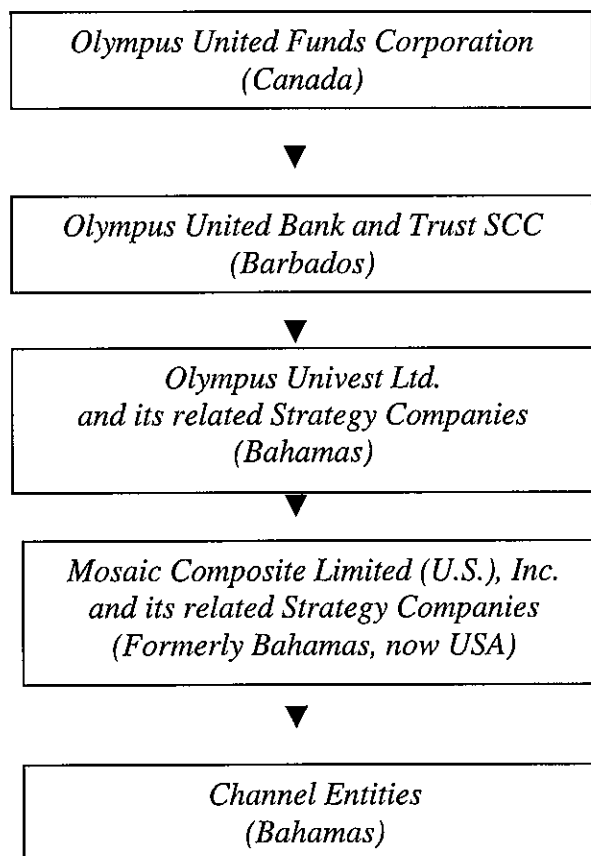 Olympus United Funds Corporation
(Canada)
Olympus United Bank and Trust SCC
(Barbados)
Olympus Univest Ltd.
and its related Strategy Companies
(Bahamas)
Mosaic Composite Limited (U.S.), Inc.
and its related Strategy Companies
(Formerly Bahamas, now USA)
Channel Entities
(Bahamas)